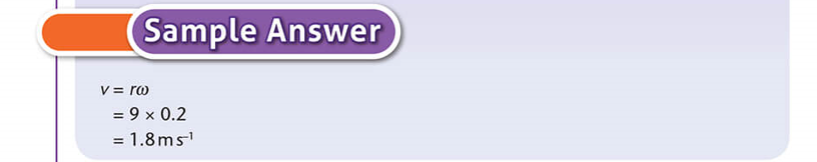 Sample Answer
v = rω
= 9 × 0.2
= 1.8 m s⁻¹